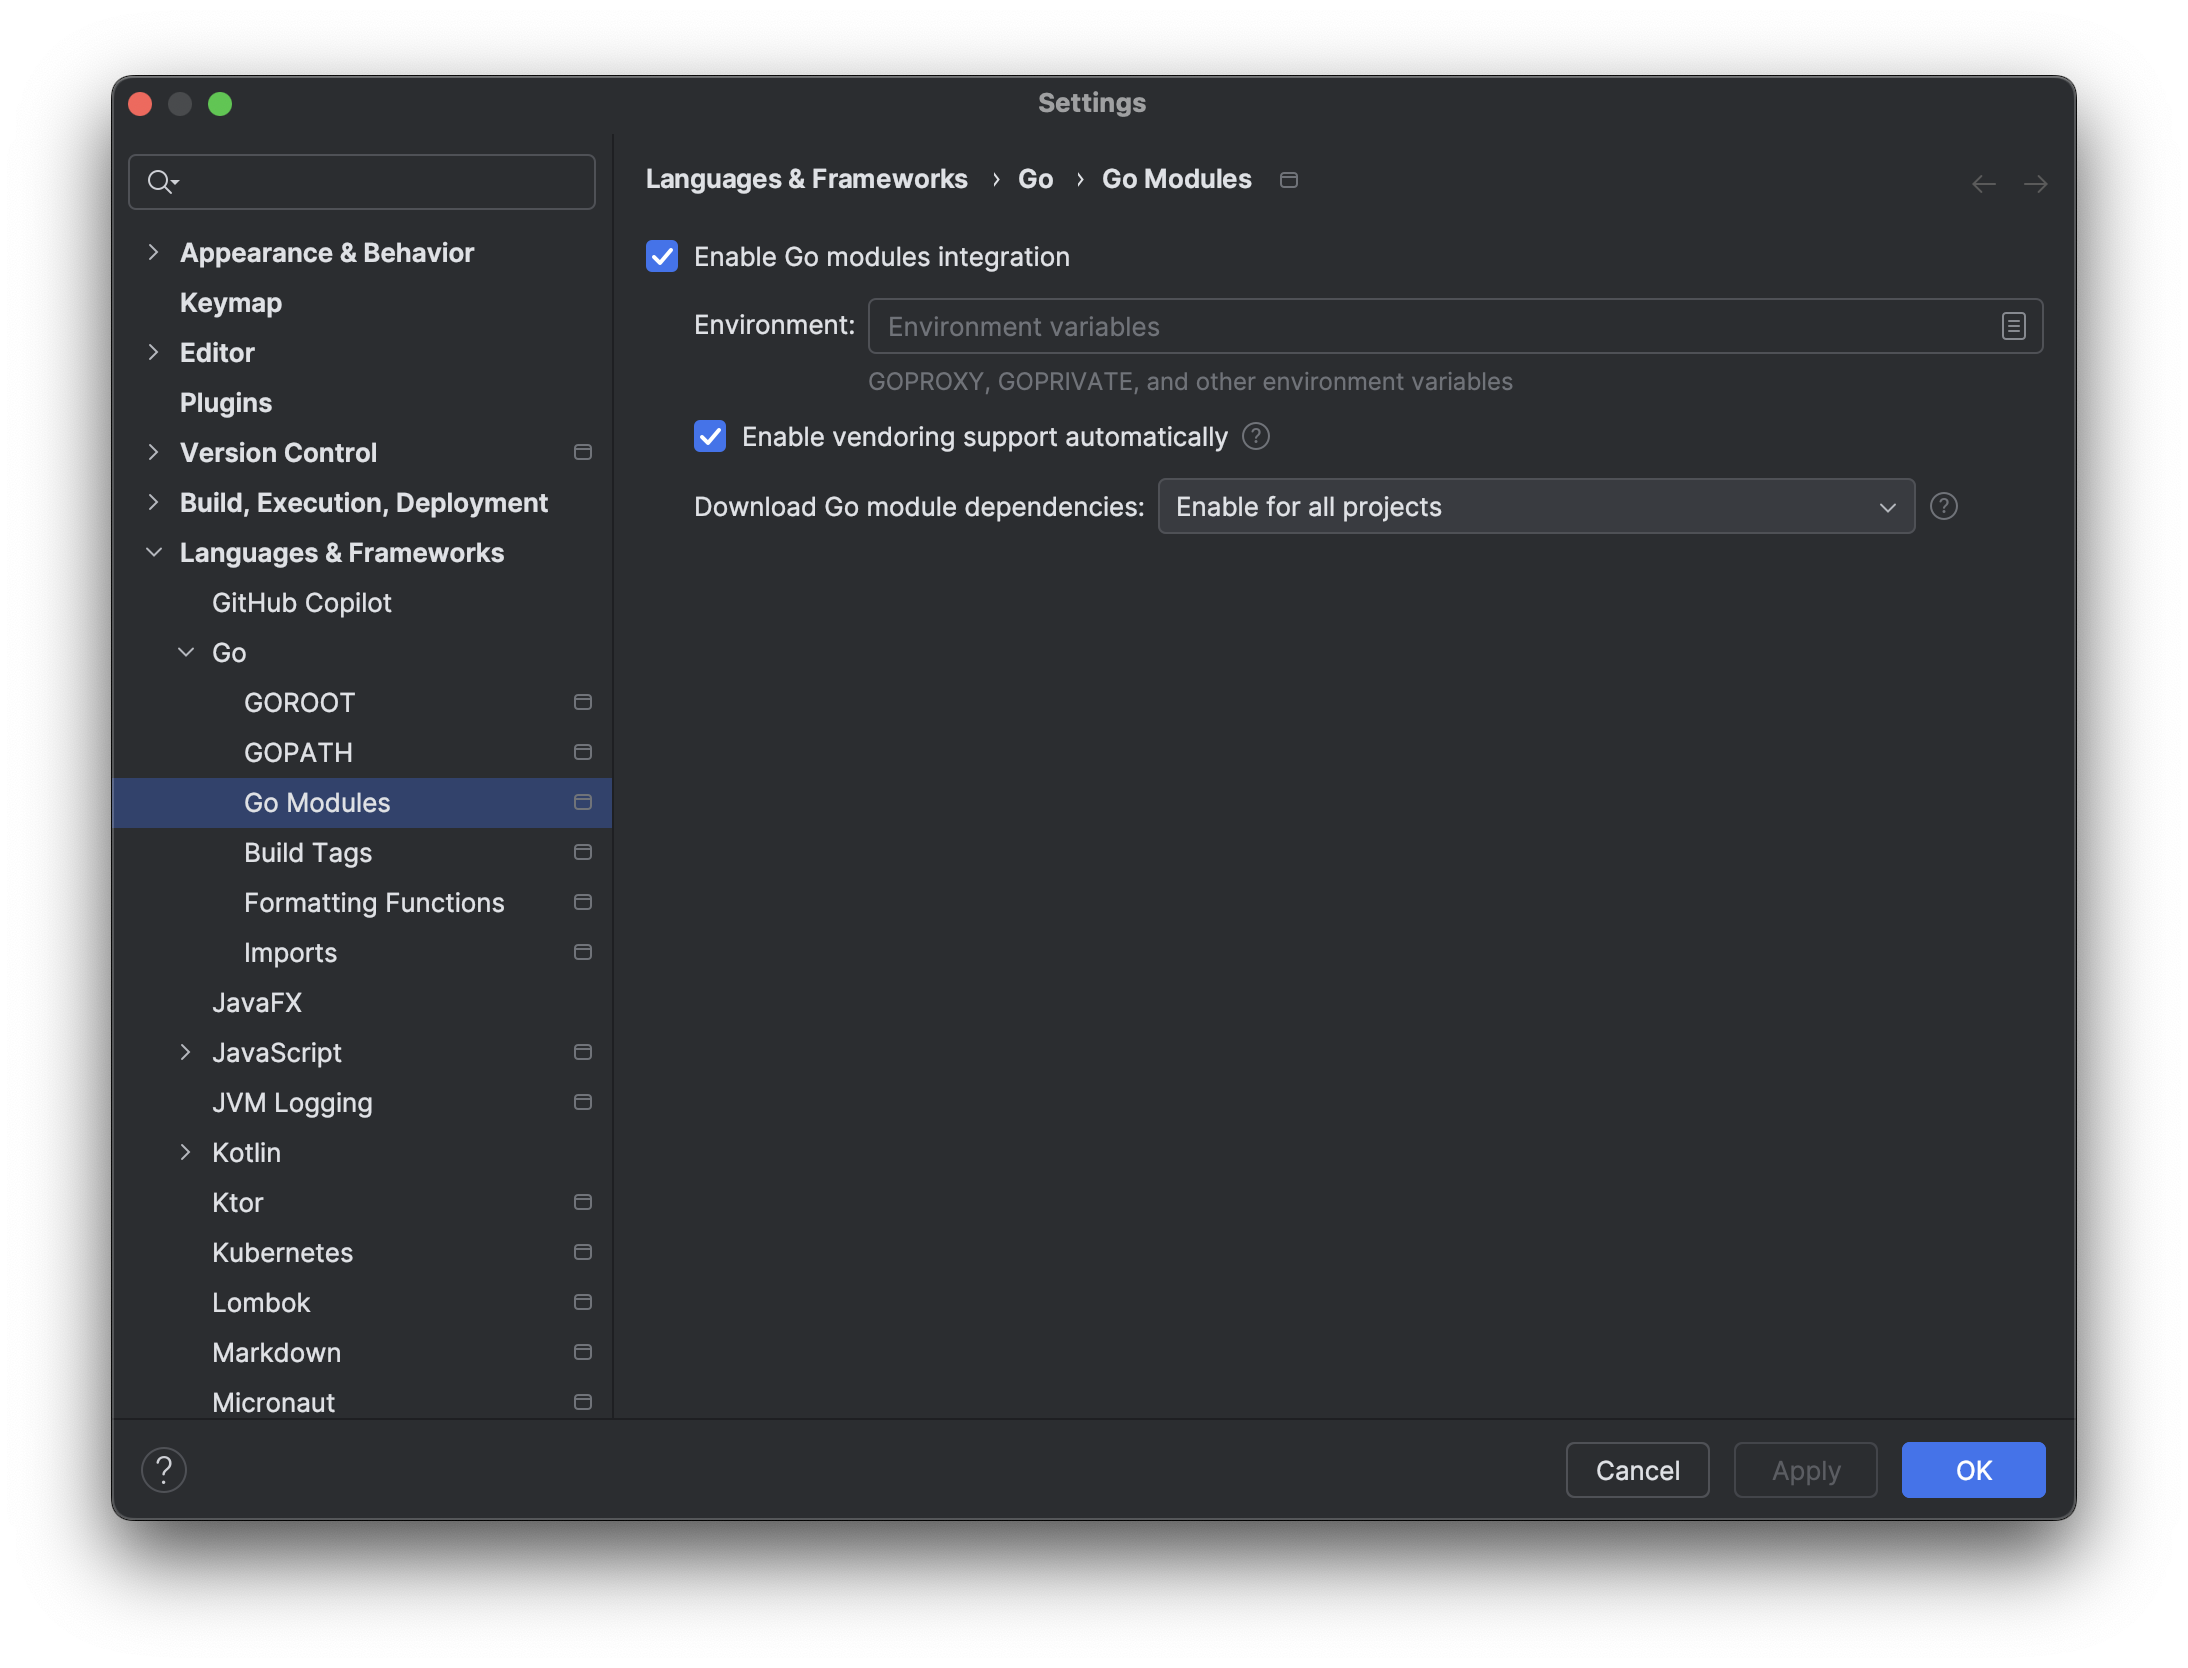 Settings
Appearance & Behavior
Keymap
Editor
Plugins
Version Control
Build, Execution, Deployment
Languages & Frameworks
GitHub Copilot
Go
GOROOT
GOPATH
Go Modules
Build Tags
Formatting Functions
Imports
JavaFX
JavaScript
JVM Logging
Kotlin
Ktor
Kubernetes
Lombok
Markdown
Micronaut
Languages & Frameworks › Go › Go Modules
Enable Go modules integration
Environment: Environment variables
GOPROXY, GOPRIVATE, and other environment variables
Enable vendoring support automatically ?
Download Go module dependencies: Enable for all projects ?
? Cancel Apply OK